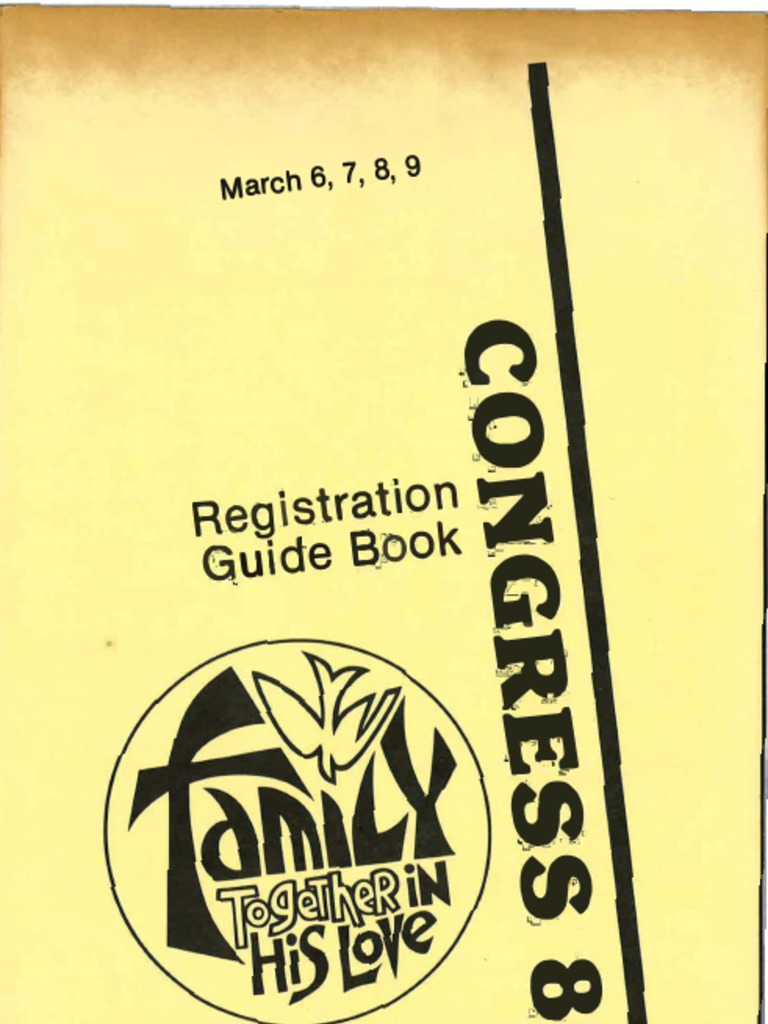 March 6, 7, 8, 9
CONGRESS 8
Registration
Guide Book
Family
Together in
His Love